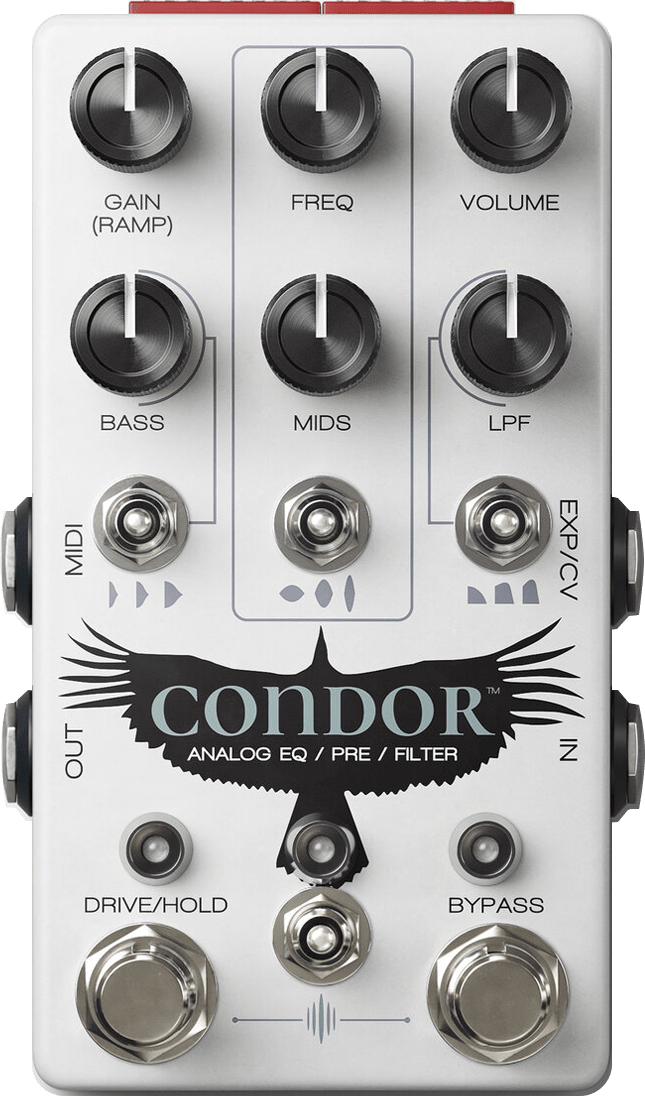 GAIN
(RAMP)
FREQ
VOLUME
BASS
MIDS
LPF
MIDI
EXP/CV
CONDOR™
ANALOG EQ / PRE / FILTER
OUT
IN
DRIVE/HOLD
BYPASS